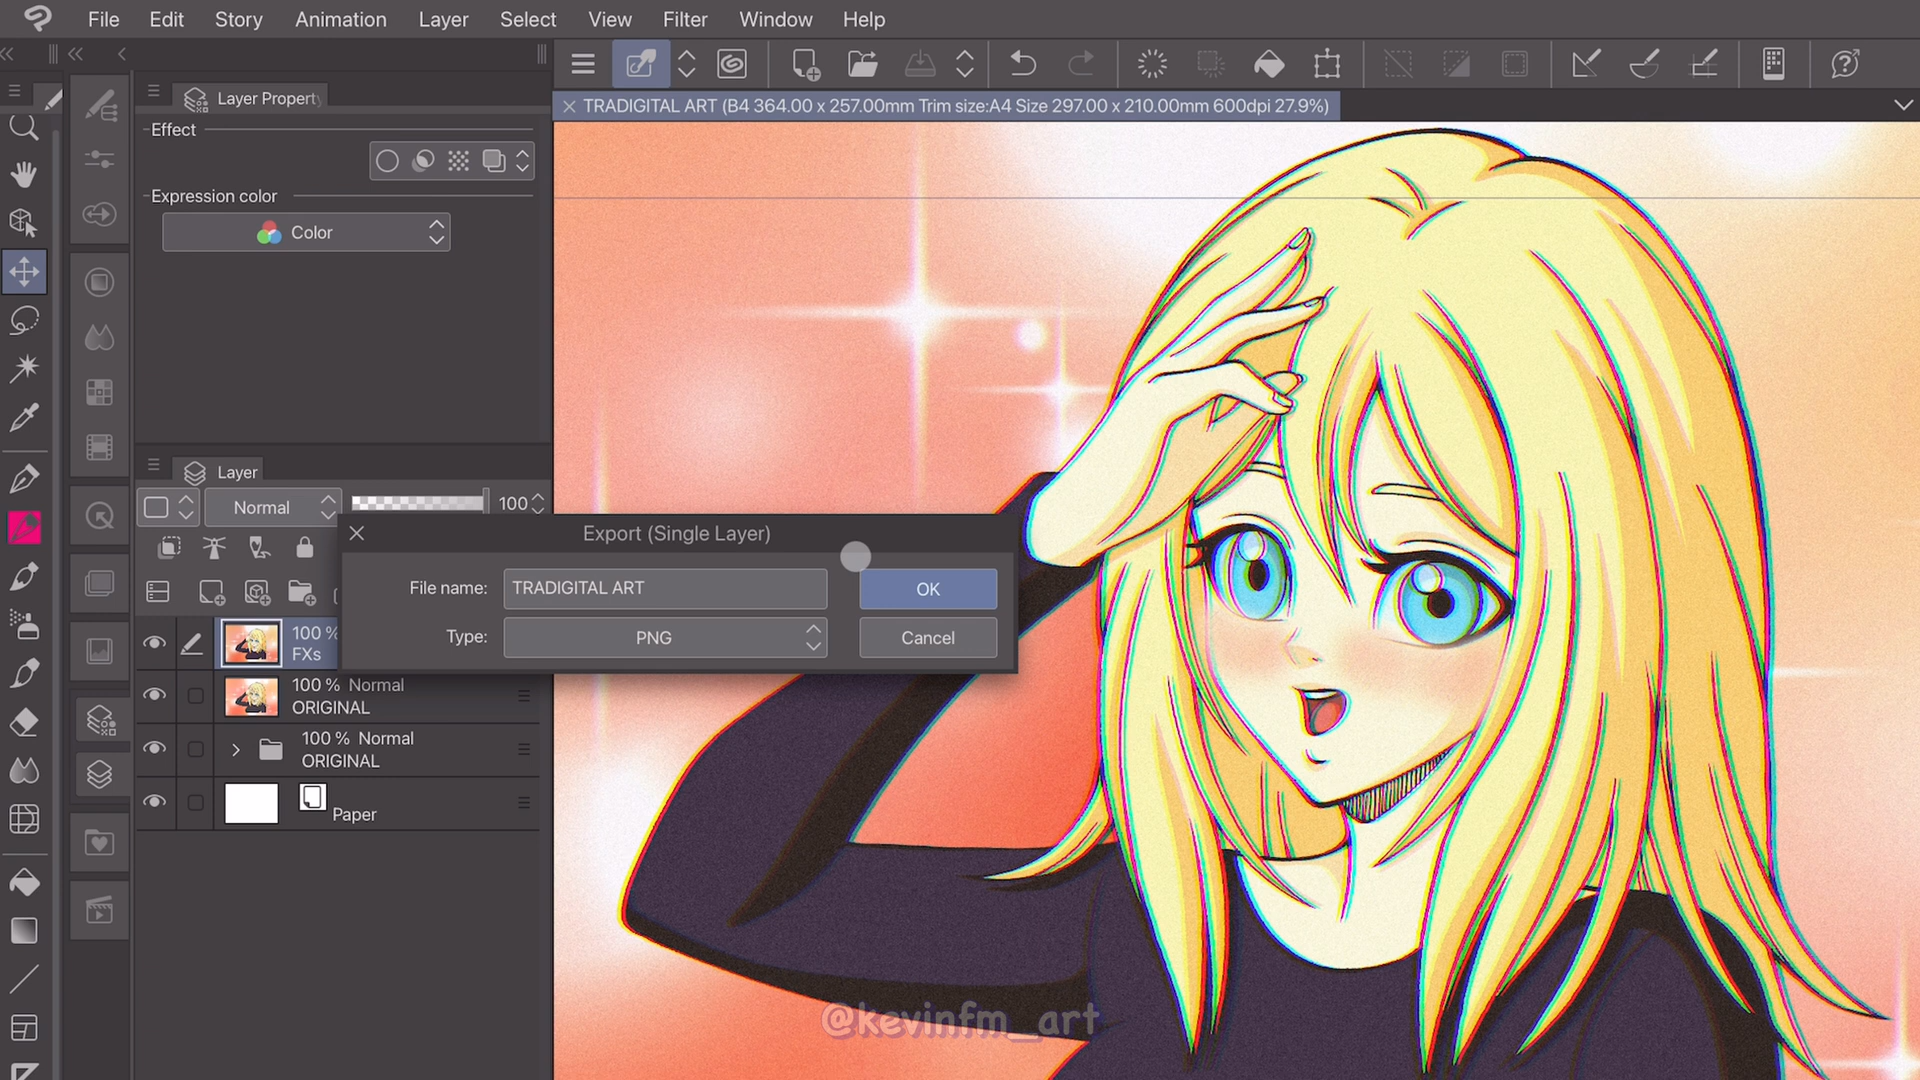 File Edit Story Animation Layer Select View Filter Window Help
Layer Property
TRADIGITAL ART (B4 364.00 x 257.00mm Trim size:A4 Size 297.00 x 210.00mm 600dpi 27.9%)
Effect
Expression color
Color
Layer
Normal 100
Export (Single Layer)
File name: TRADIGITAL ART OK
Type: PNG Cancel
100 %
FXs
100 % Normal
ORIGINAL
100 % Normal
ORIGINAL
Paper
@kevinfm_art